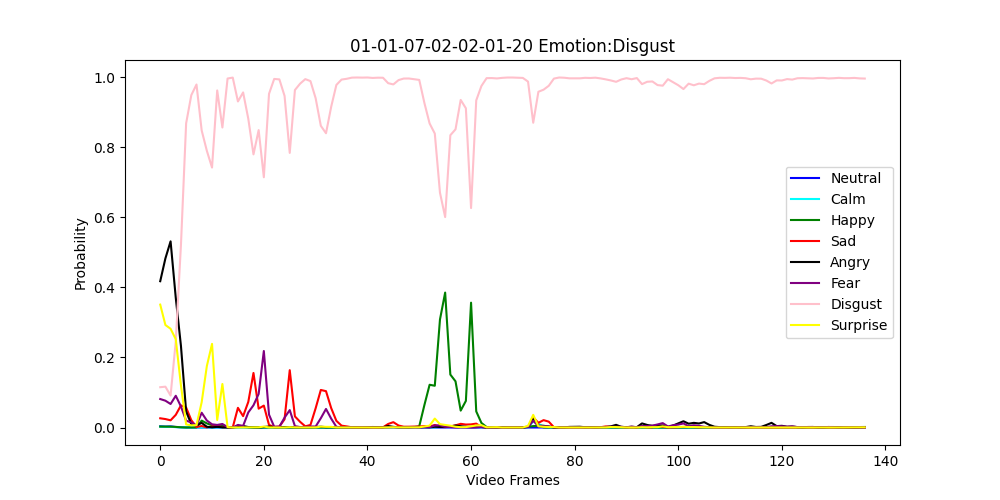 01-01-07-02-02-01-20 Emotion:Disgust
Probability
1.0
0.8
0.6
0.4
0.2
0.0
0 20 40 60 80 100 120 140
Video Frames
Neutral
Calm
Happy
Sad
Angry
Fear
Disgust
Surprise